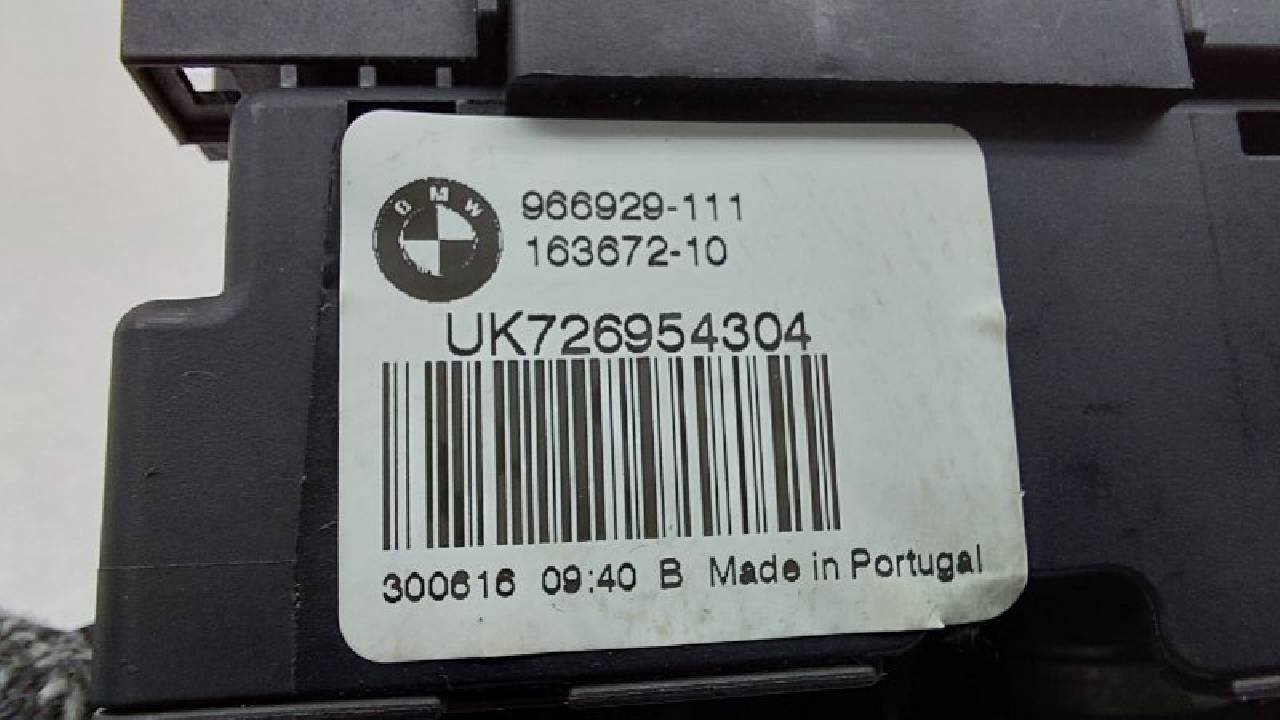 BMW
966929-111
163672-10
UK726954304
300616 09:40 B Made in Portugal